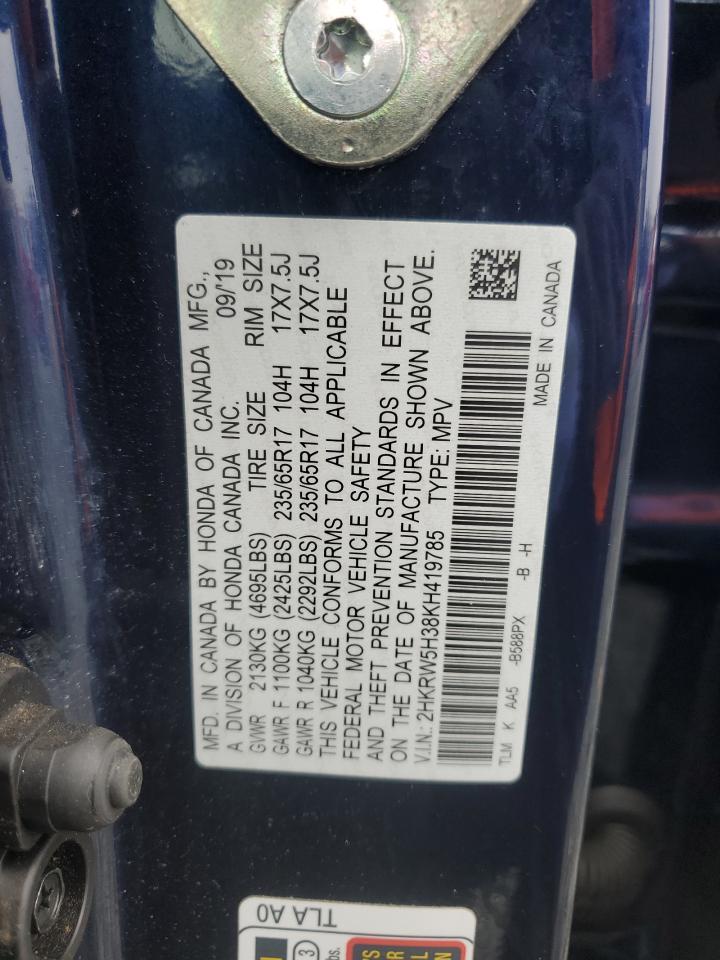 MFD. IN CANADA BY HONDA OF CANADA MFG.,
A DIVISION OF HONDA CANADA INC. 09/'19
GVWR 2130KG (4695LBS) TIRE SIZE RIM SIZE
GAWR F 1100KG (2425LBS) 235/65R17 104H 17X7.5J
GAWR R 1040KG (2292LBS) 235/65R17 104H 17X7.5J
THIS VEHICLE CONFORMS TO ALL APPLICABLE
FEDERAL MOTOR VEHICLE SAFETY
AND THEFT PREVENTION STANDARDS IN EFFECT
ON THE DATE OF MANUFACTURE SHOWN ABOVE.
V.I.N.: 2HKRW5H38KH419785 TYPE: MPV
TLM K AA5 -B588PX -B -H
MADE IN CANADA
TLA A0
3
bs.